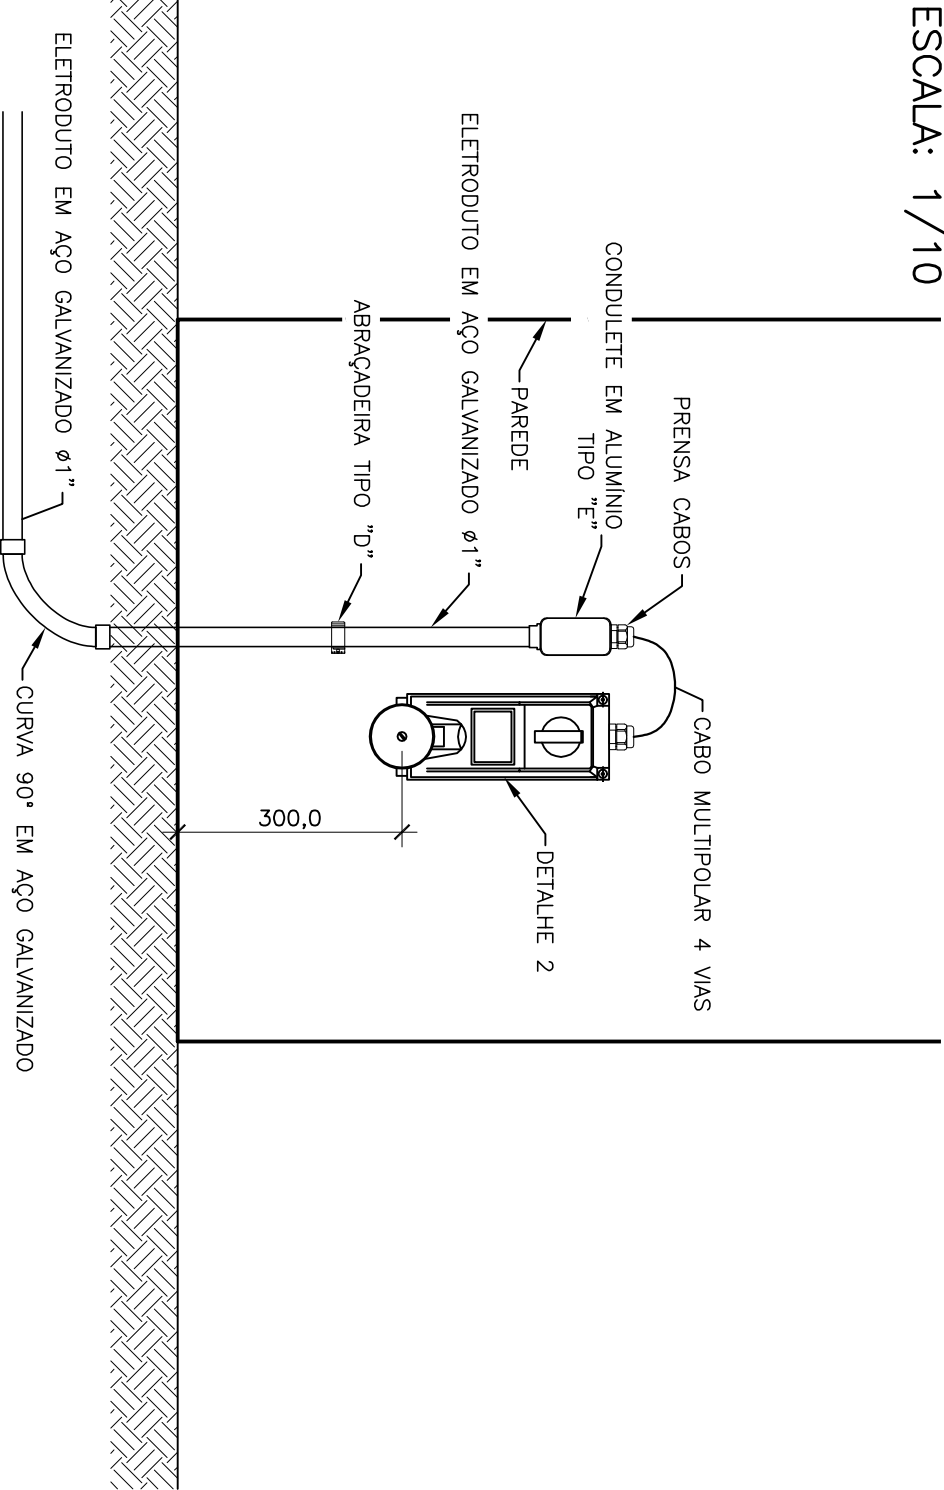 ESCALA: 1/10
PRENSA CABOS
CABO MULTIPOLAR 4 VIAS
CONDULETE EM ALUMÍNIO
TIPO "E"
PAREDE
DETALHE 2
ELETRODUTO EM AÇO GALVANIZADO ø1"
ABRAÇADEIRA TIPO "D"
300,0
ELETRODUTO EM AÇO GALVANIZADO ø1"
CURVA 90° EM AÇO GALVANIZADO